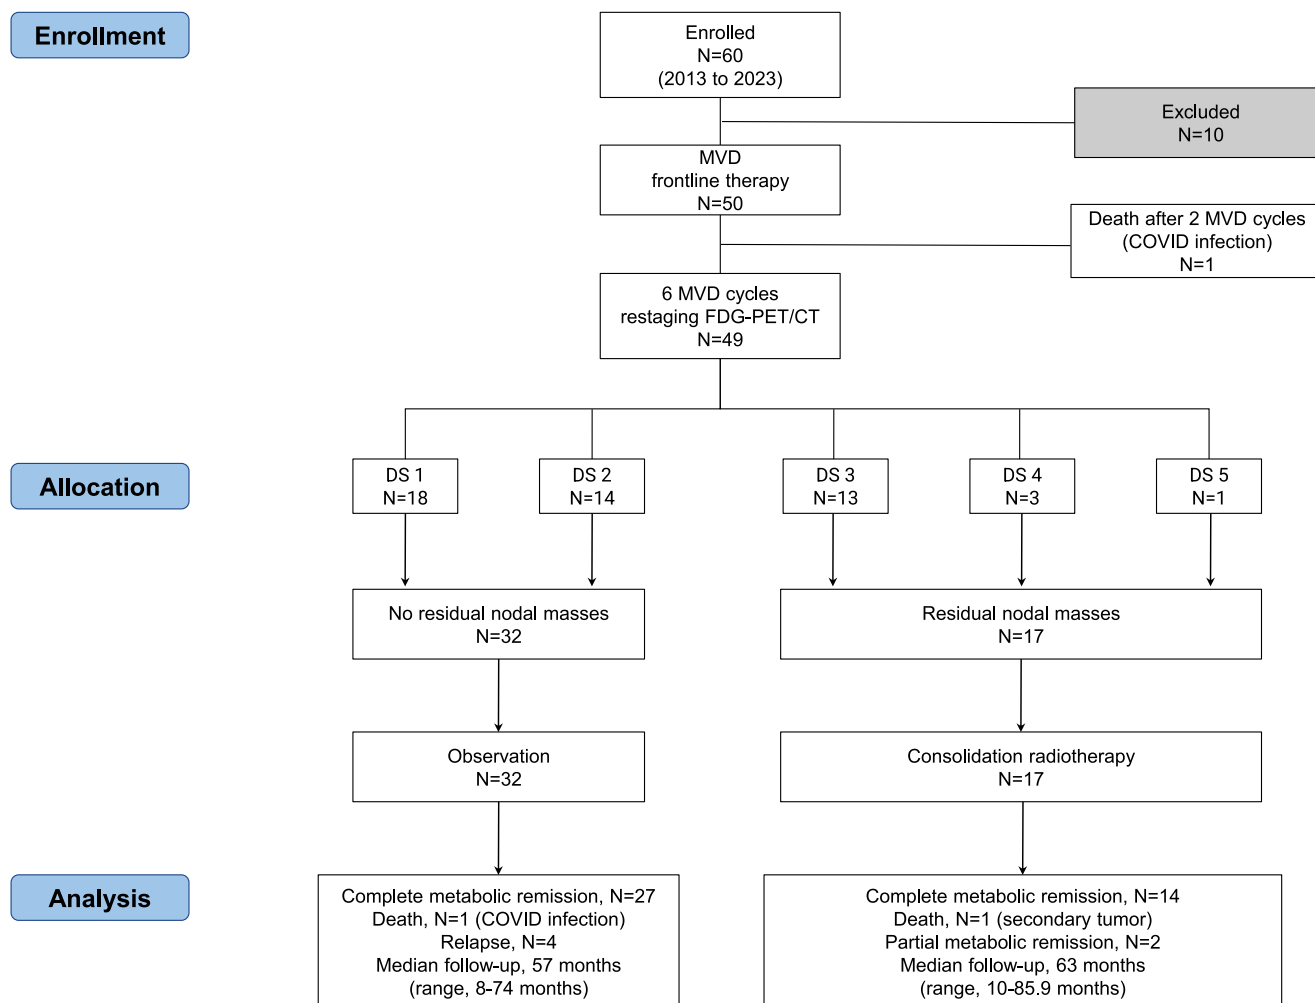 Enrollment
Enrolled
N=60
(2013 to 2023)
Excluded
N=10
MVD
frontline therapy
N=50
Death after 2 MVD cycles
(COVID infection)
N=1
6 MVD cycles
restaging FDG-PET/CT
N=49
Allocation
DS 1
N=18
DS 2
N=14
DS 3
N=13
DS 4
N=3
DS 5
N=1
No residual nodal masses
N=32
Residual nodal masses
N=17
Observation
N=32
Consolidation radiotherapy
N=17
Analysis
Complete metabolic remission, N=27
Death, N=1 (COVID infection)
Relapse, N=4
Median follow-up, 57 months
(range, 8-74 months)
Complete metabolic remission, N=14
Death, N=1 (secondary tumor)
Partial metabolic remission, N=2
Median follow-up, 63 months
(range, 10-85.9 months)